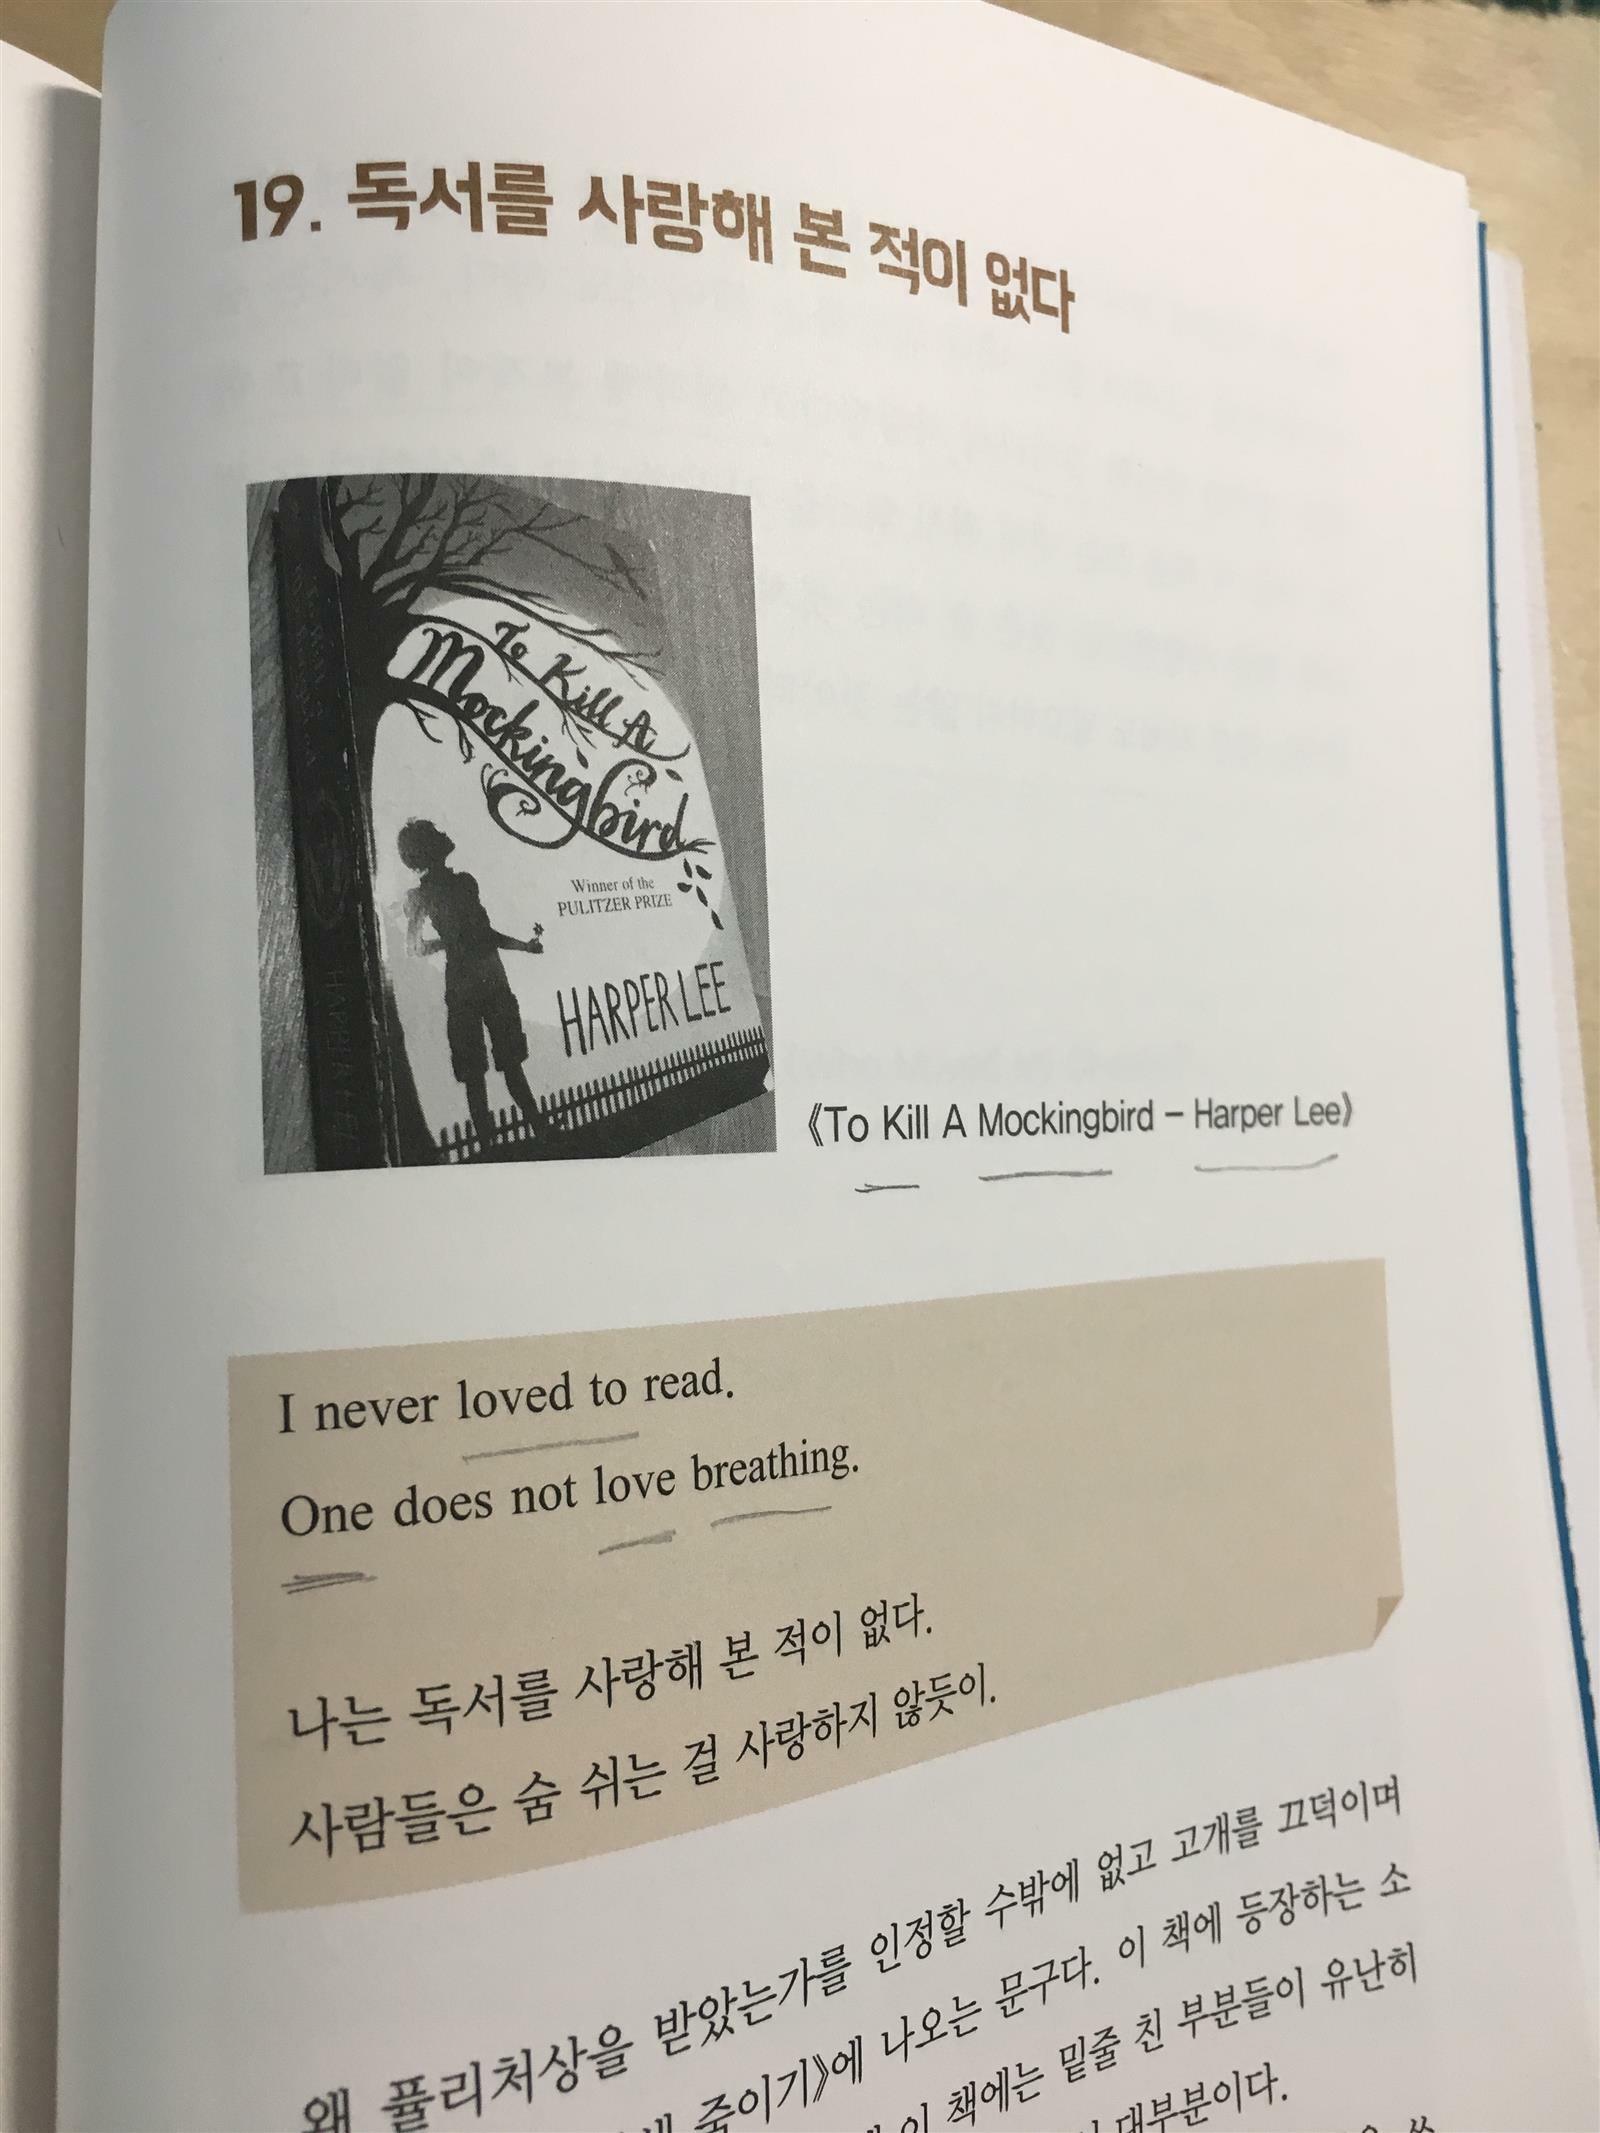 19. 독서를 사랑해 본 적이 없다
To Kill A
Mockingbird
Winner of the
PULITZER PRIZE
HARPER LEE
《To Kill A Mockingbird – Harper Lee》
I never loved to read.
One does not love breathing.
나는 독서를 사랑해 본 적이 없다.
사람들은 숨 쉬는 걸 사랑하지 않듯이.
왜 퓰리처상을 받았는가를 인정할 수밖에 없고 고개를 끄덕이며
죽이기》에 나오는 문구다. 이 책에 등장하는 소
이 책에는 밑줄 친 부분들이 유난히
대부분이다.